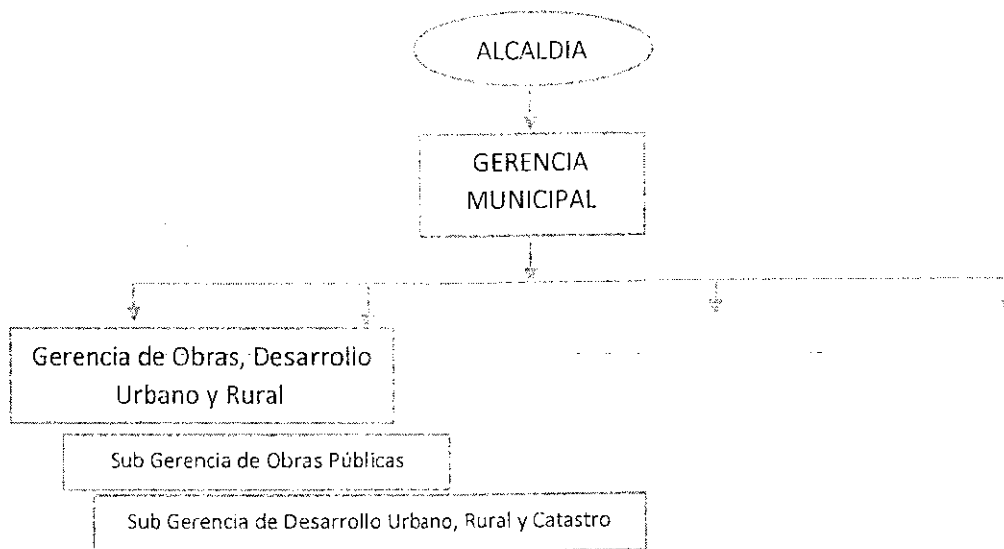 ALCALDIA
GERENCIA
MUNICIPAL
Gerencia de Obras, Desarrollo
Urbano y Rural
Sub Gerencia de Obras Públicas
Sub Gerencia de Desarrollo Urbano, Rural y Catastro